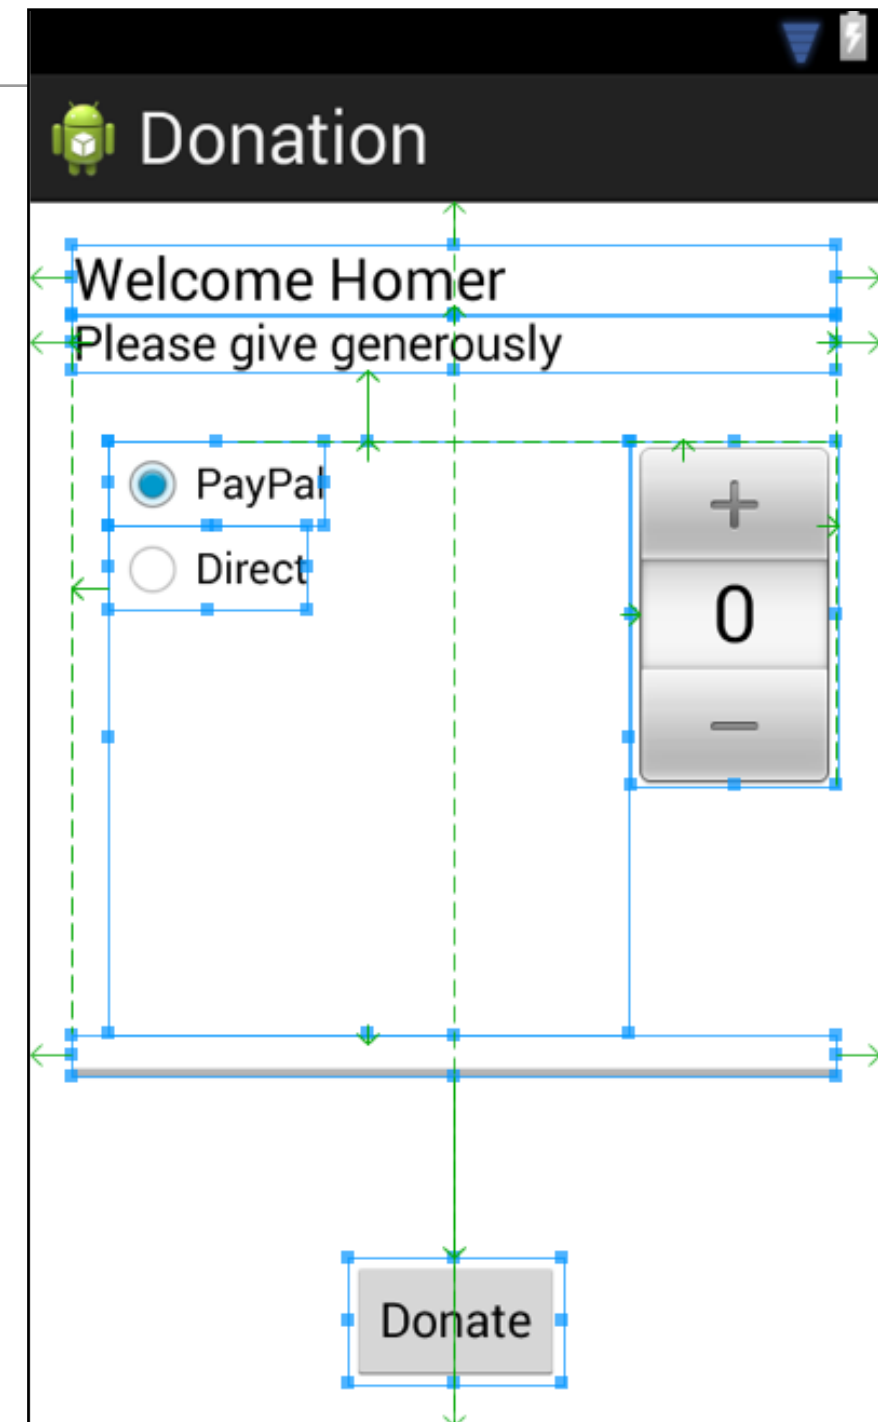 Donation
Welcome Homer
Please give generously
PayPal
+
Direct
0
−
Donate